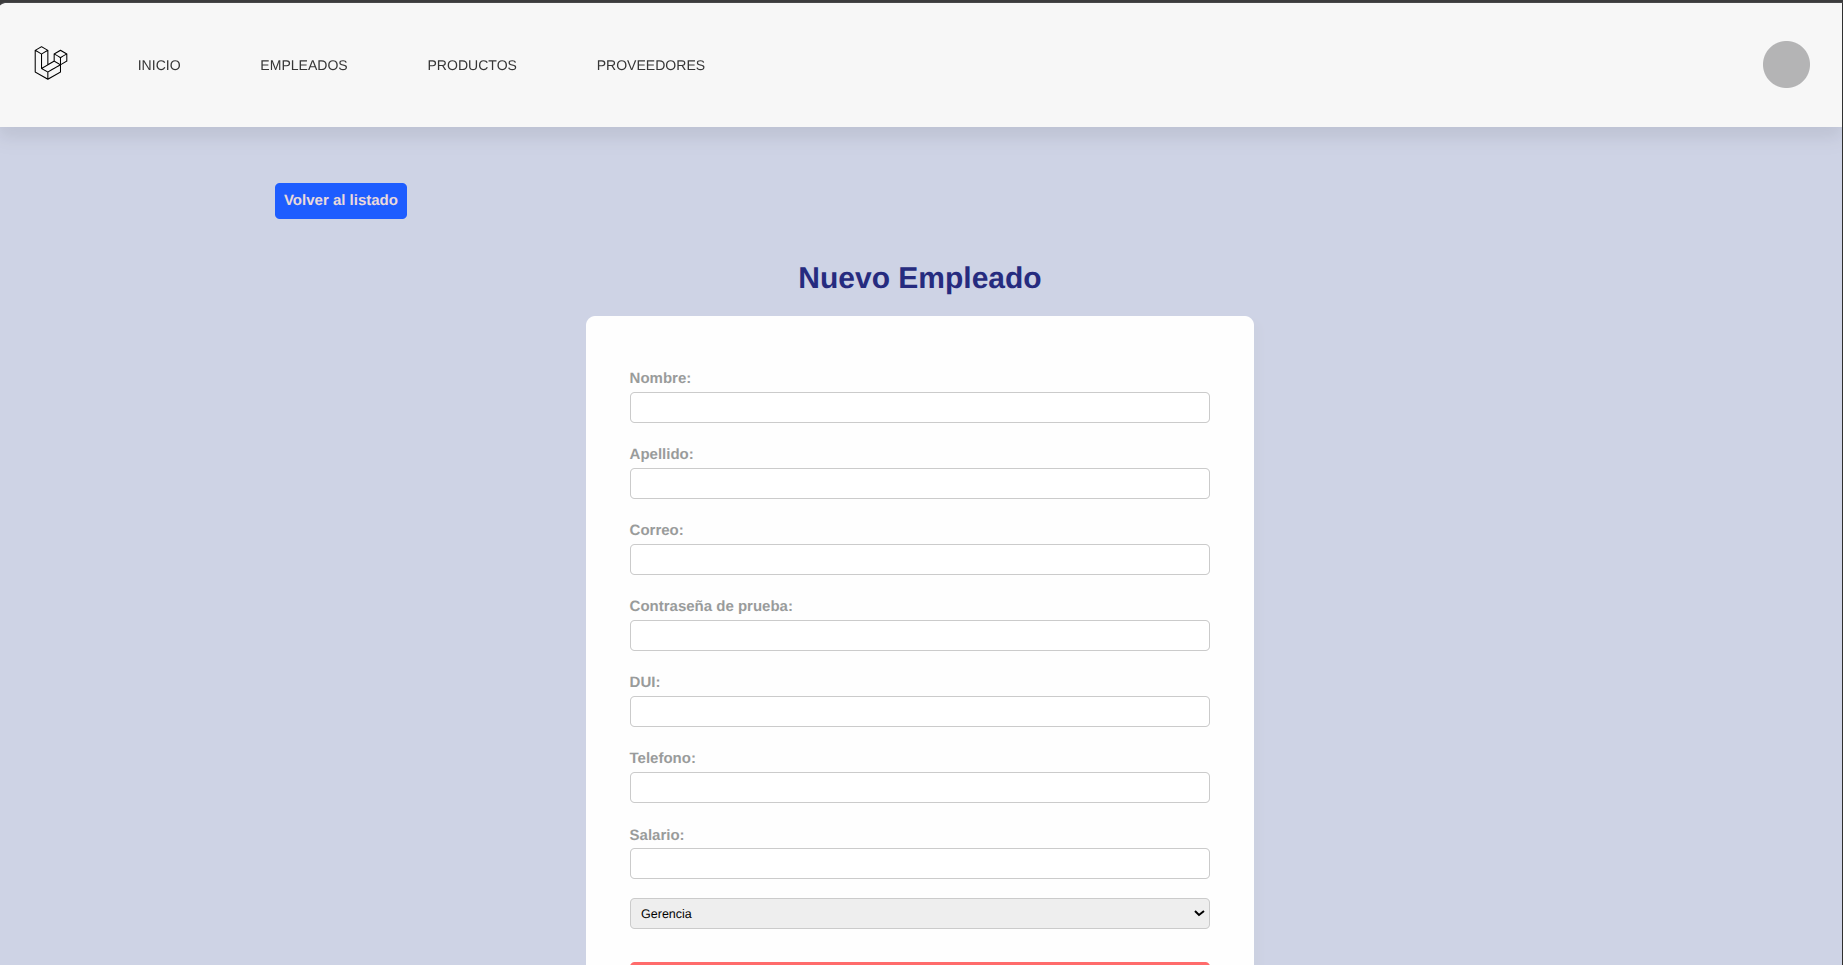 INICIO EMPLEADOS PRODUCTOS PROVEEDORES
Volver al listado
Nuevo Empleado
Nombre:
Apellido:
Correo:
Contraseña de prueba:
DUI:
Telefono:
Salario:
Gerencia